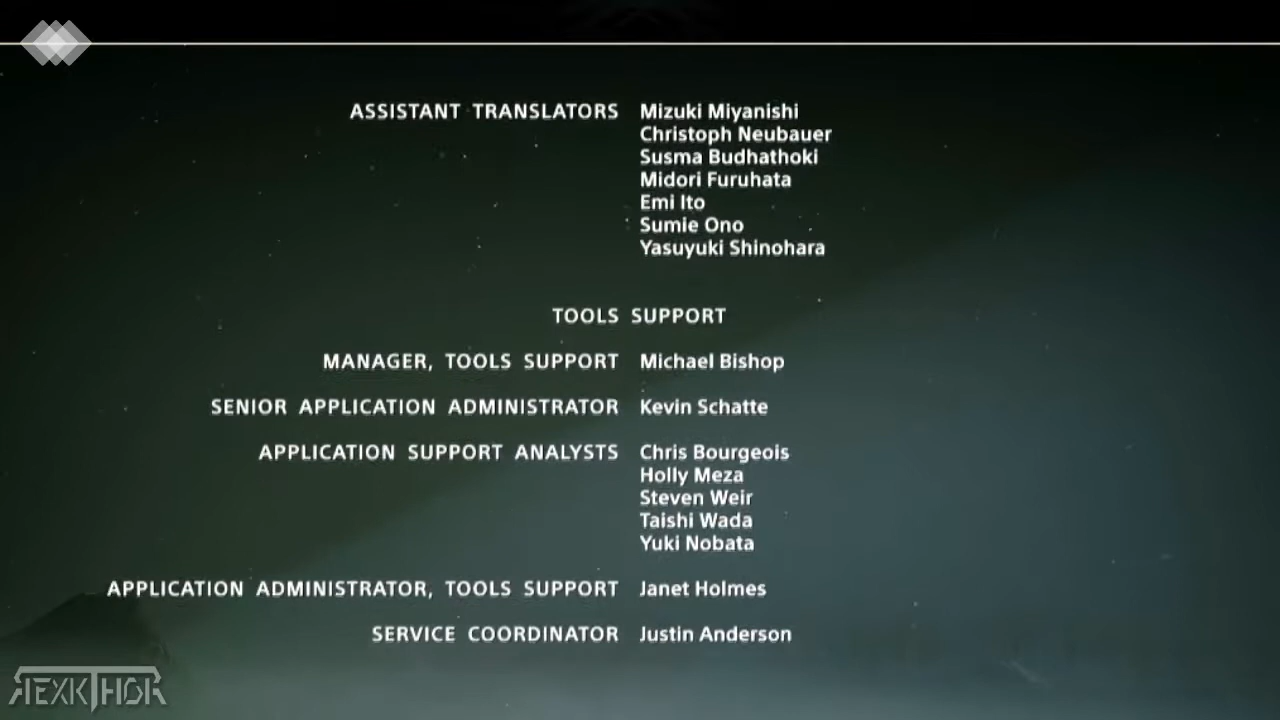 ASSISTANT TRANSLATORS Mizuki Miyanishi
Christoph Neubauer
Susma Budhathoki
Midori Furuhata
Emi Ito
Sumie Ono
Yasuyuki Shinohara
TOOLS SUPPORT
MANAGER, TOOLS SUPPORT Michael Bishop
SENIOR APPLICATION ADMINISTRATOR Kevin Schatte
APPLICATION SUPPORT ANALYSTS Chris Bourgeois
Holly Meza
Steven Weir
Taishi Wada
Yuki Nobata
APPLICATION ADMINISTRATOR, TOOLS SUPPORT Janet Holmes
SERVICE COORDINATOR Justin Anderson